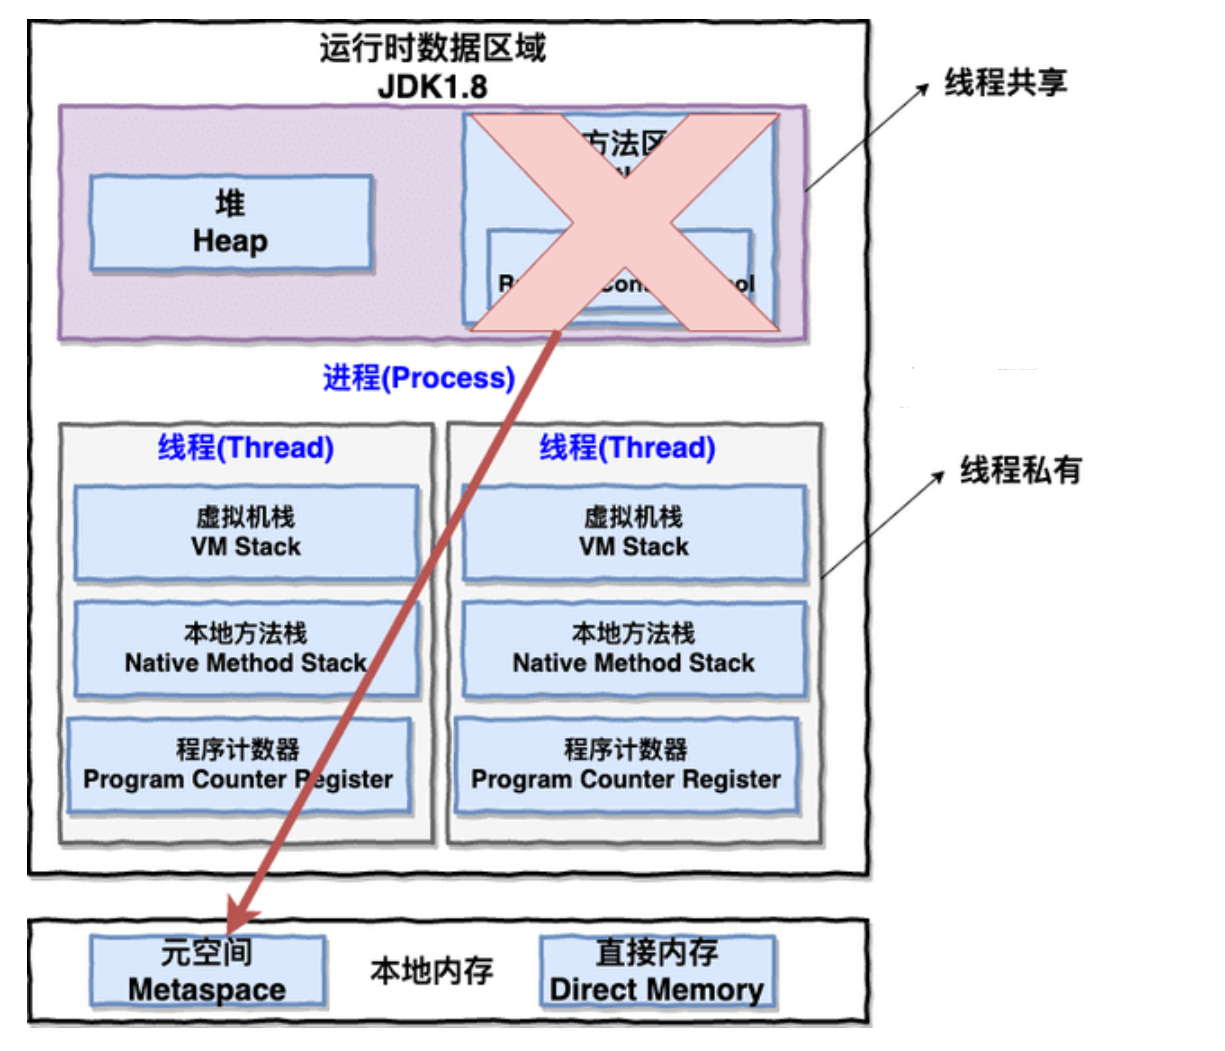 运行时数据区域
JDK1.8
线程共享
堆
Heap
方法区
进程(Process)
线程(Thread)
虚拟机栈
VM Stack
本地方法栈
Native Method Stack
程序计数器
Program Counter Register
线程(Thread)
虚拟机栈
VM Stack
本地方法栈
Native Method Stack
程序计数器
Program Counter Register
线程私有
元空间
Metaspace
本地内存
直接内存
Direct Memory